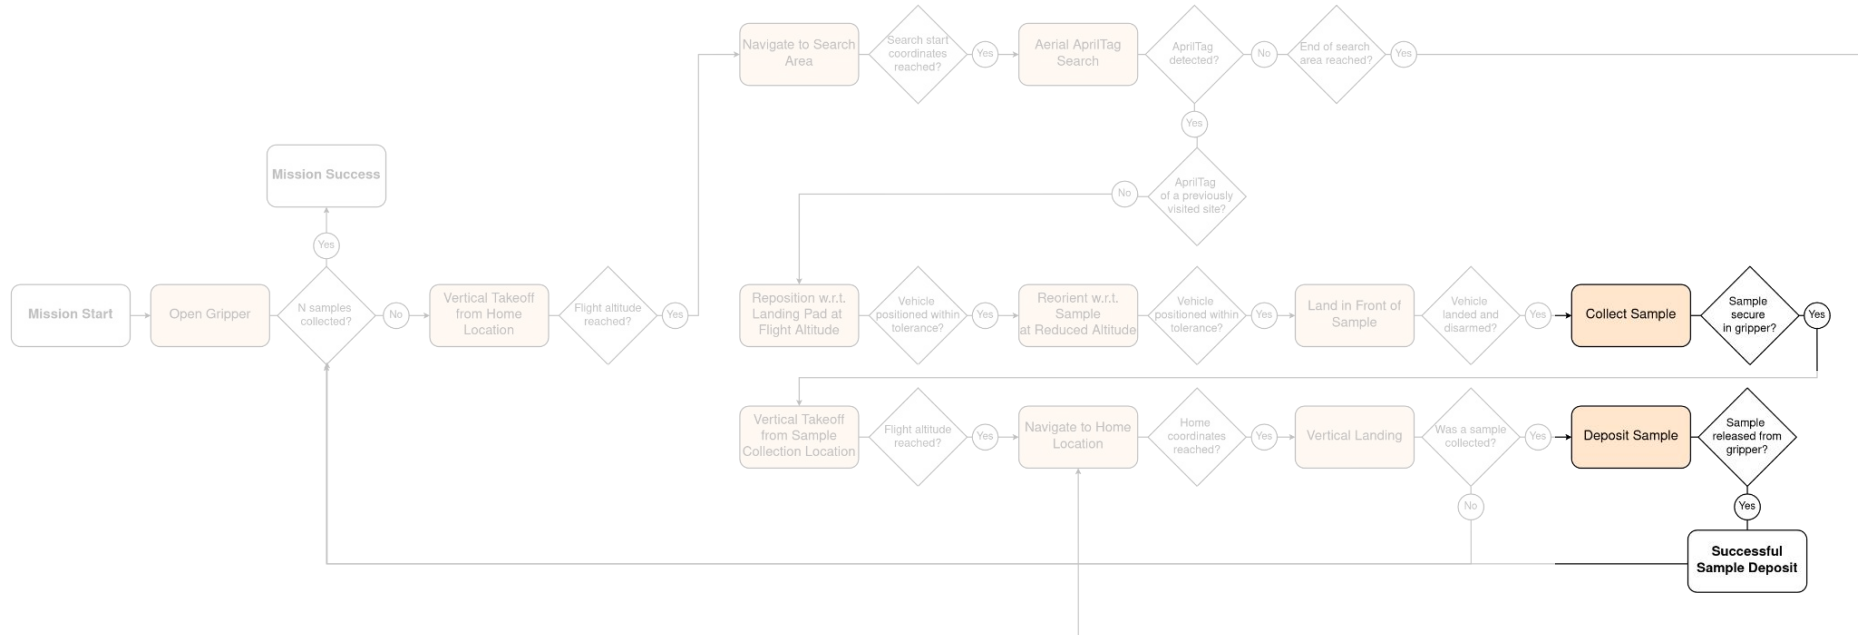 Navigate to Search
Area
Search start
coordinates
reached?
Yes
Aerial AprilTag
Search
AprilTag
detected?
No
End of search
area reached?
Yes
Yes
AprilTag
of a previously
visited site?
No
Mission Success
Yes
Mission Start
Open Gripper
N samples
collected?
No
Vertical Takeoff
from Home
Location
Flight altitude
reached?
Yes
Reposition w.r.t.
Landing Pad at
Flight Altitude
Vehicle
positioned within
tolerance?
Yes
Reorient w.r.t.
Sample
at Reduced Altitude
Vehicle
positioned within
tolerance?
Yes
Land in Front of
Sample
Vehicle
landed and
disarmed?
Yes
Collect Sample
Sample
secure
in gripper?
Yes
Vertical Takeoff
from Sample
Collection Location
Flight altitude
reached?
Yes
Navigate to Home
Location
Home
coordinates
reached?
Yes
Vertical Landing
Was a sample
collected?
Yes
Deposit Sample
Sample
released from
gripper?
No
Yes
Successful
Sample Deposit